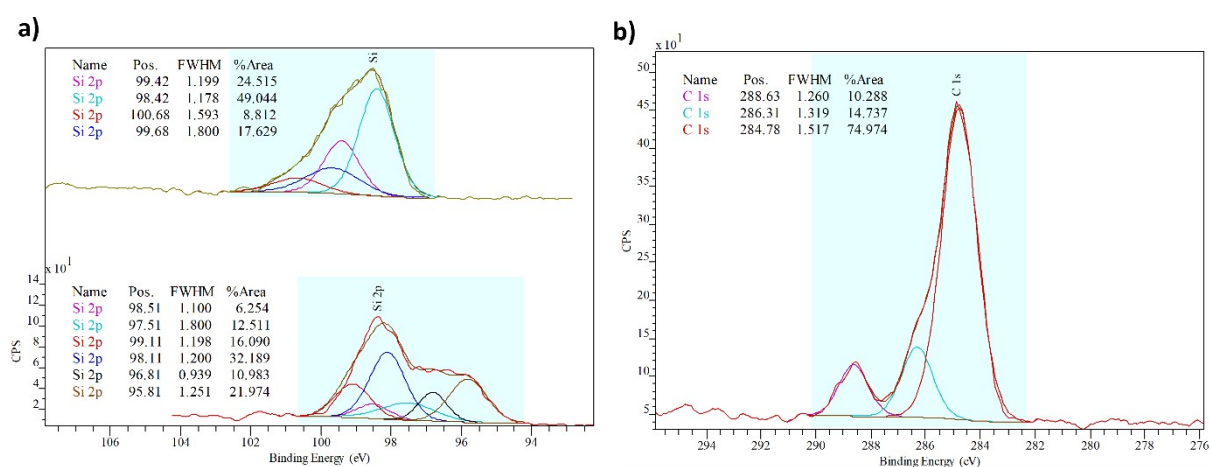 a)
Name Pos. FWHM %Area
Si 2p 99.42 1.199 24.515
Si 2p 98.42 1.178 49.044
Si 2p 100.68 1.593 8.812
Si 2p 99.68 1.800 17.629
Si
x 10^1
14
12
10
8
6
4
2
CPS
Name Pos. FWHM %Area
Si 2p 98.51 1.100 6.254
Si 2p 97.51 1.800 12.511
Si 2p 99.11 1.198 16.090
Si 2p 98.11 1.200 32.189
Si 2p 96.81 0.939 10.983
Si 2p 95.81 1.251 21.974
Si 2p
106 104 102 100 98 96 94
Binding Energy (eV)
b)
x 10^1
50
45
40
35
30
25
20
15
10
5
CPS
Name Pos. FWHM %Area
C 1s 288.63 1.260 10.288
C 1s 286.31 1.319 14.737
C 1s 284.78 1.517 74.974
C 1s
294 292 290 288 286 284 282 280 278 276
Binding Energy (eV)